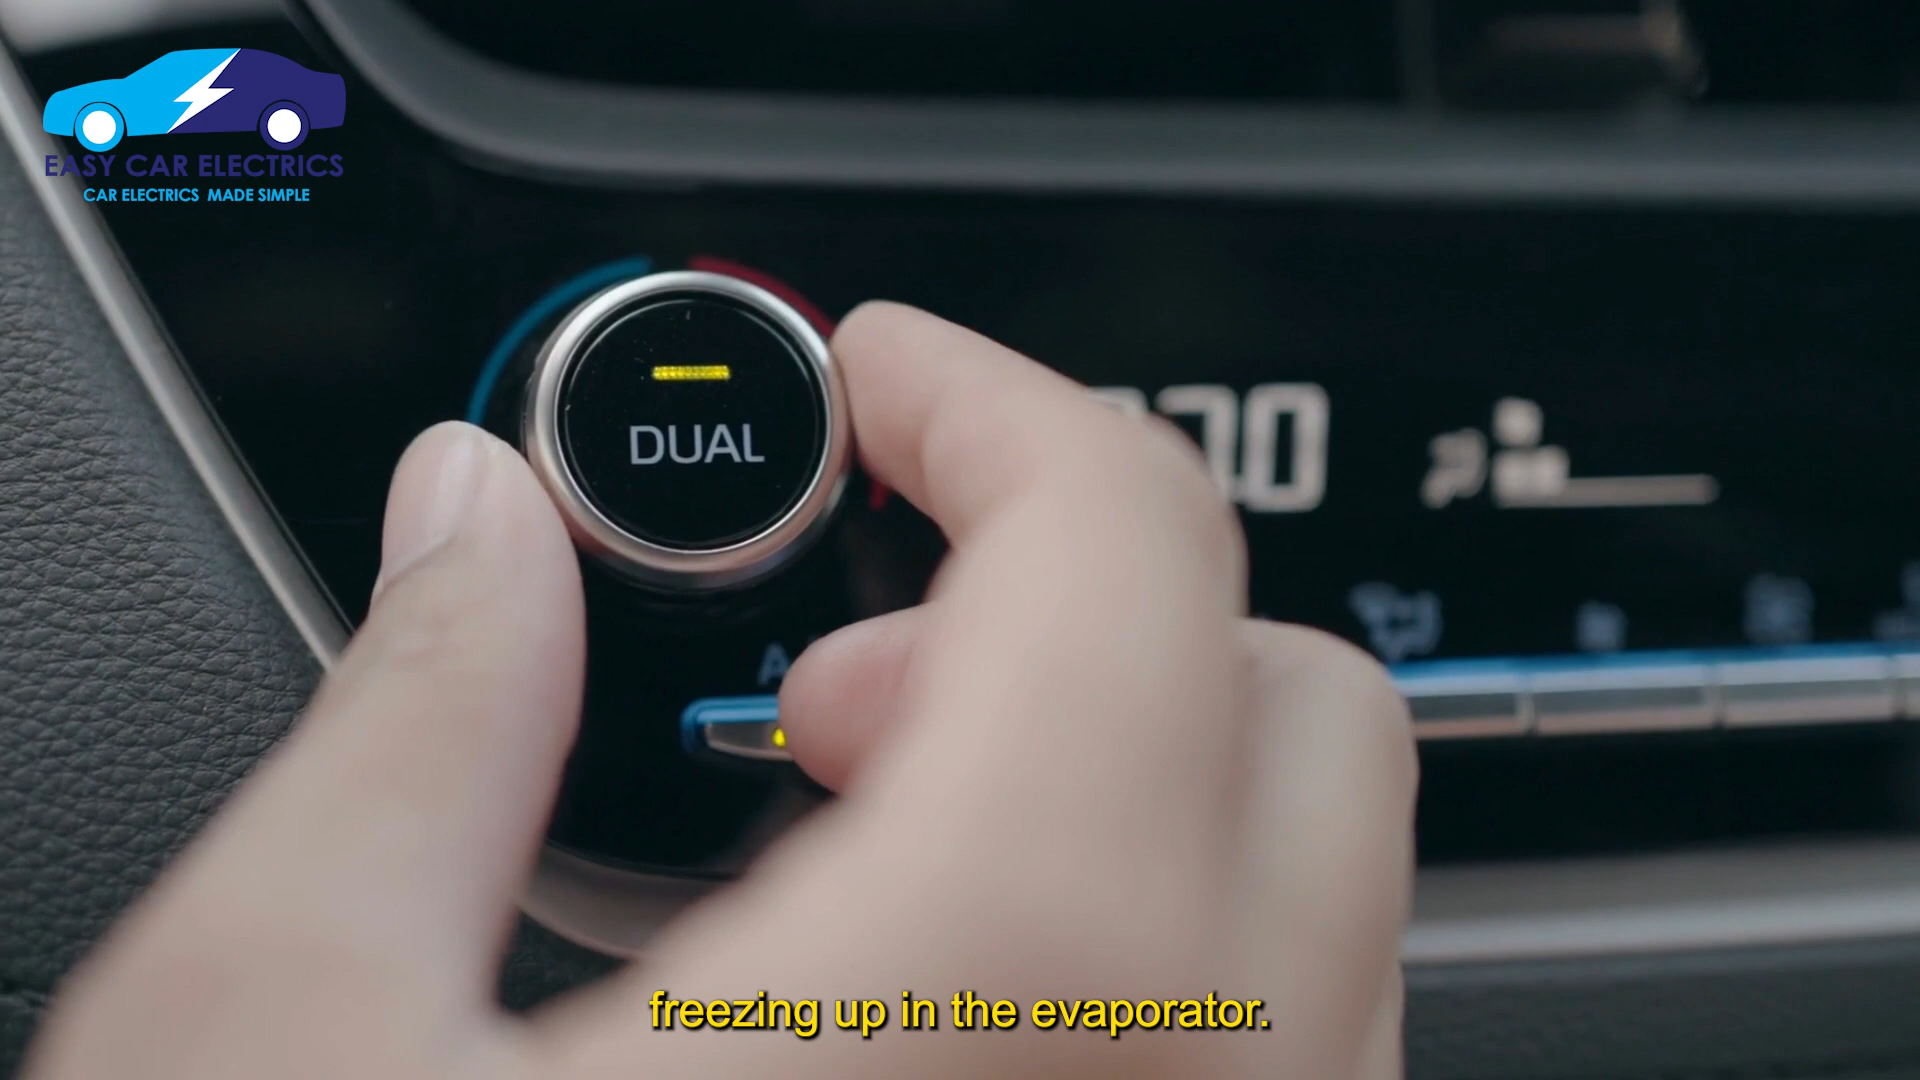 EASY CAR ELECTRICS
CAR ELECTRICS MADE SIMPLE
DUAL
freezing up in the evaporator.